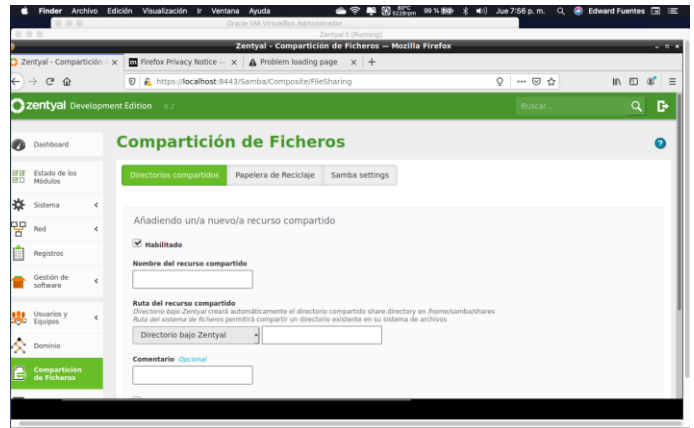 Finder Archivo Edición Visualización Ir Ventana Ayuda 80°C 6228rpm 99 % Jue 7:56 p. m. Edward Fuentes
Oracle VM VirtualBox Administrador
Zentyal II [Running]
Zentyal - Compartición de Ficheros — Mozilla Firefox
Zentyal - Compartición X
Firefox Privacy Notice — X
Problem loading page X +
https://localhost:8443/Samba/Composite/FileSharing
zentyal Development Edition 6.2
Buscar...
Compartición de Ficheros
Dashboard
Estado de los
Módulos
Sistema
Red
Registros
Gestión de
software
Usuarios y
Equipos
Dominio
Compartición
de Ficheros
Directorios compartidos
Papelera de Reciclaje
Samba settings
Añadiendo un/a nuevo/a recurso compartido
Habilitado
Nombre del recurso compartido
Ruta del recurso compartido
Directorio bajo Zentyal creará automáticamente el directorio compartido share.directory en /home/samba/shares
Ruta del sistema de ficheros permitirá compartir un directorio existente en su sistema de archivos
Directorio bajo Zentyal
Comentario Opcional